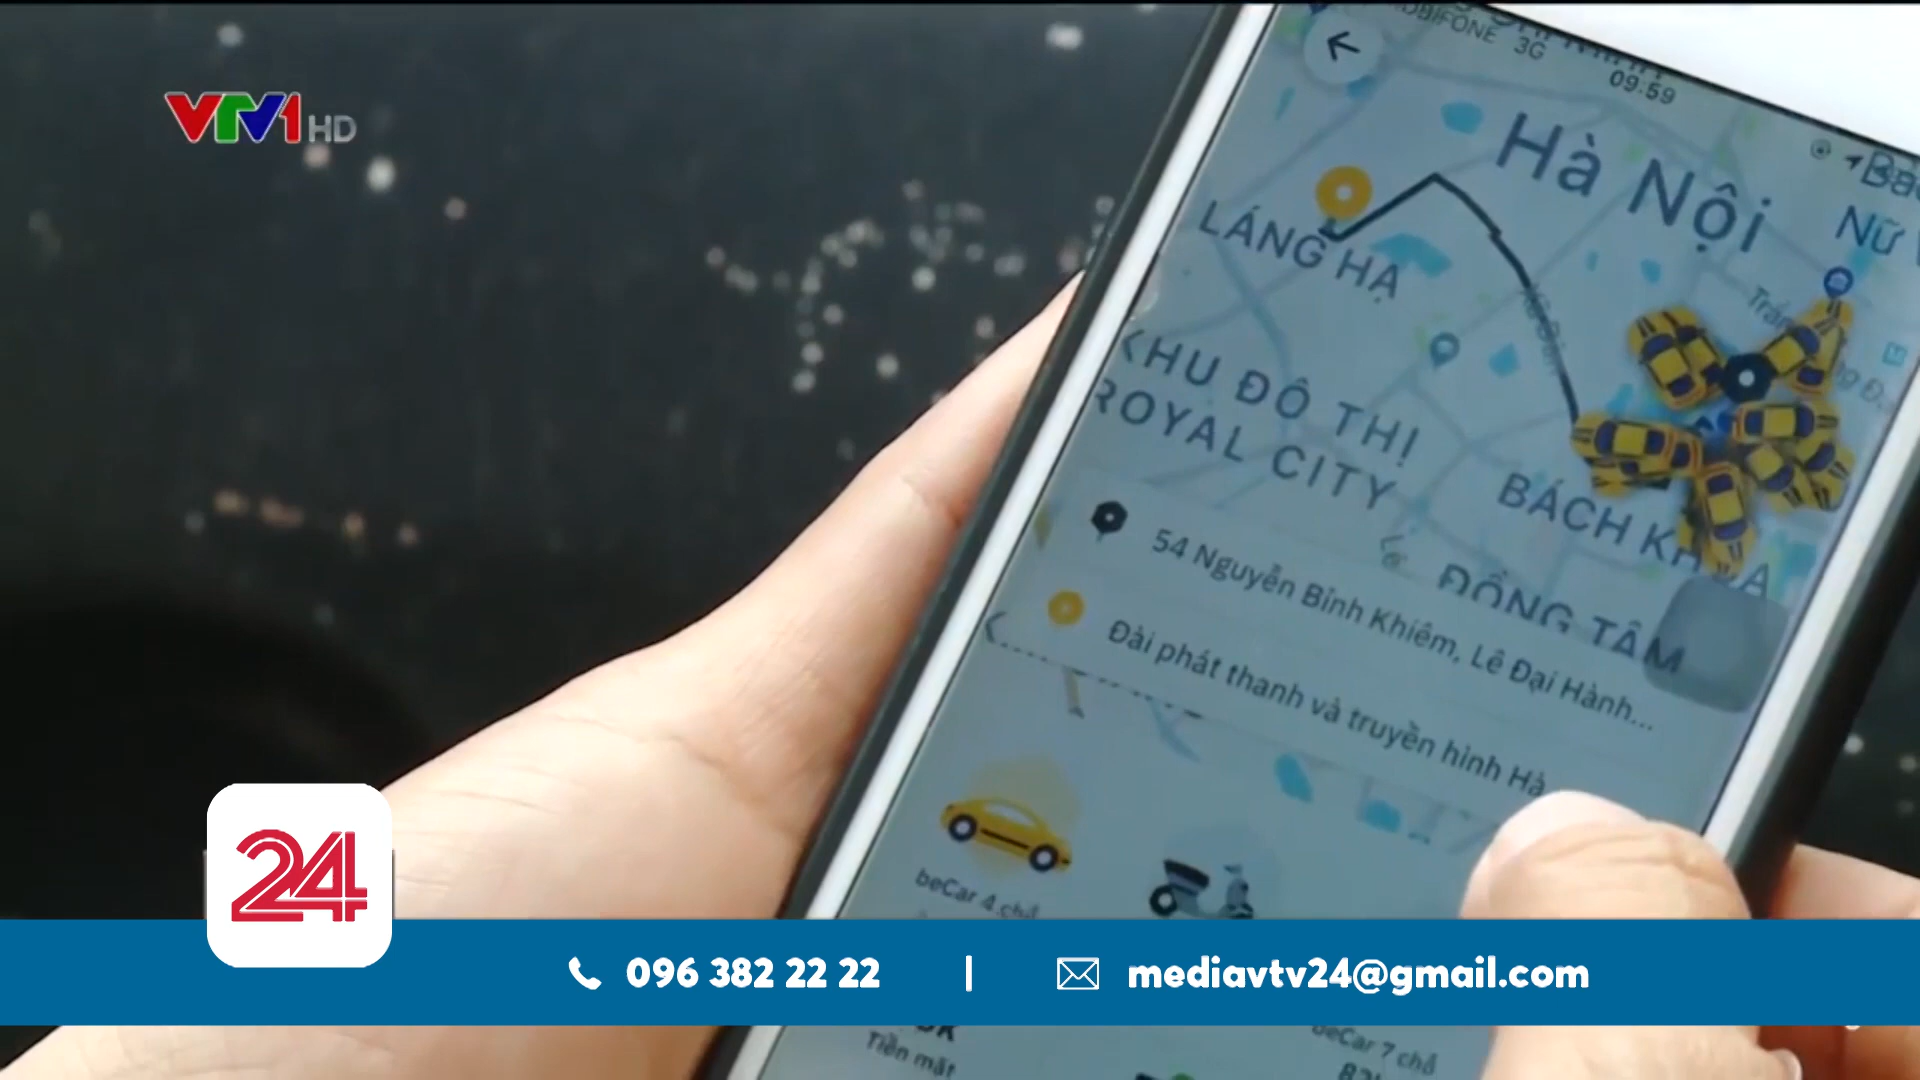 VTV1 HD
MOBIFONE 3G
09:59
Hà Nội
Nữ
LÁNG HẠ
KHU ĐÔ THỊ
ROYAL CITY
BÁCH KHOA
ĐỒNG TÂM
54 Nguyễn Bỉnh Khiêm, Lê Đại Hành...
Đài phát thanh và truyền hình Hà
beCar 4 chỗ
24
096 382 22 22 | mediavtv24@gmail.com
Tiền mặt
beCar 7 chỗ